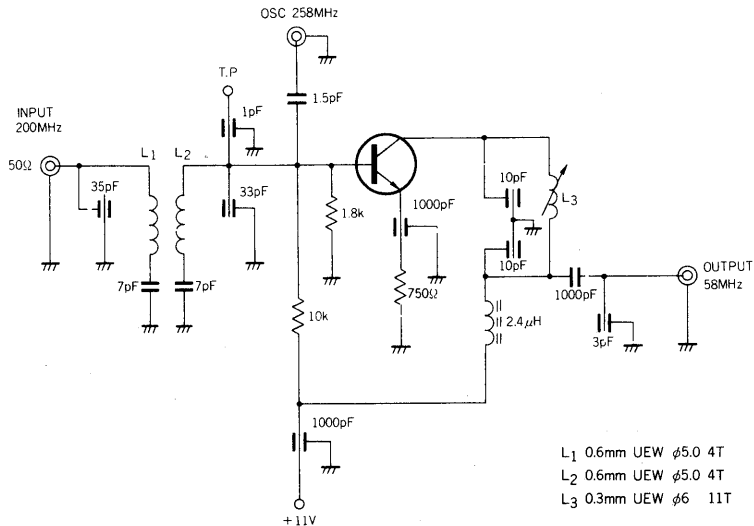 OSC 258MHz
T.P
1.5pF
INPUT
200MHz
1pF
L1
L2
50Ω
35pF
33pF
1.8k
1000pF
10pF
L3
10pF
7pF
7pF
10k
750Ω
2.4μH
1000pF
OUTPUT
58MHz
3pF
1000pF
+11V
L1 0.6mm UEW φ5.0 4T
L2 0.6mm UEW φ5.0 4T
L3 0.3mm UEW φ6 11T